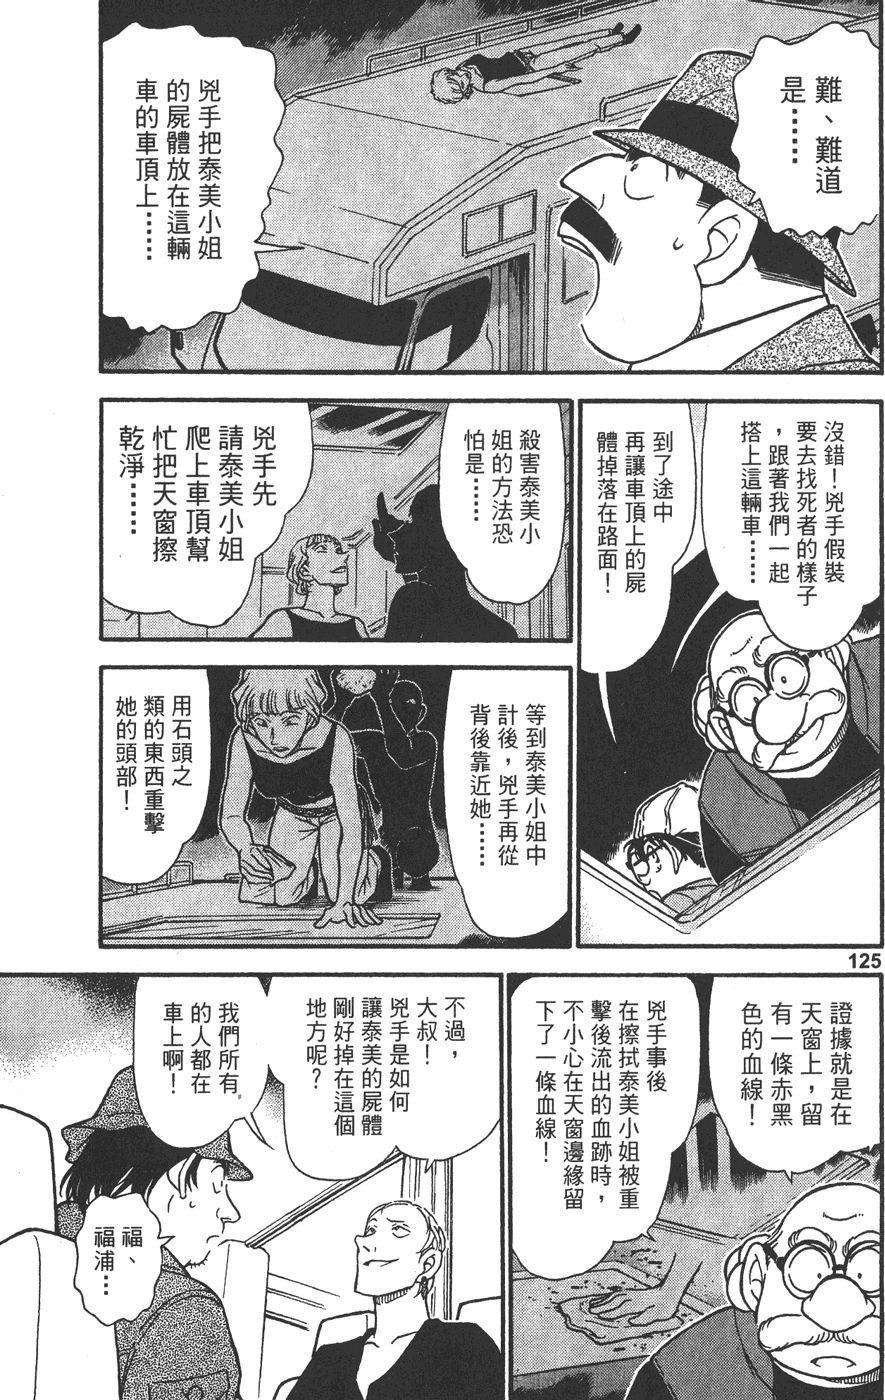 難、難道
是……
兇手把泰美小姐
的屍體放在這輛
車的車頂上……
沒錯！兇手假裝
要去找死者的樣子
，跟著我們一起
搭上這輛車……
到了途中
再讓車頂上的屍
體掉落在路面！
殺害泰美小
姐的方法恐
怕是……
兇手先
請泰美小姐
爬上車頂幫
忙把天窗擦
乾淨……
等到泰美小姐中
計後，兇手再從
背後靠近她……
用石頭之
類的東西重擊
她的頭部！
125
證據就是在
天窗上，留
有一條赤黑
色的血線！
兇手事後
在擦拭泰美小姐被重
擊後流出的血跡時，
不小心在天窗邊緣留
下了一條血線！
不過，
大叔！
兇手是如何
讓泰美的屍體
剛好掉在這個
地方呢？
我們所有
的人都在
車上啊！
福、
福浦…